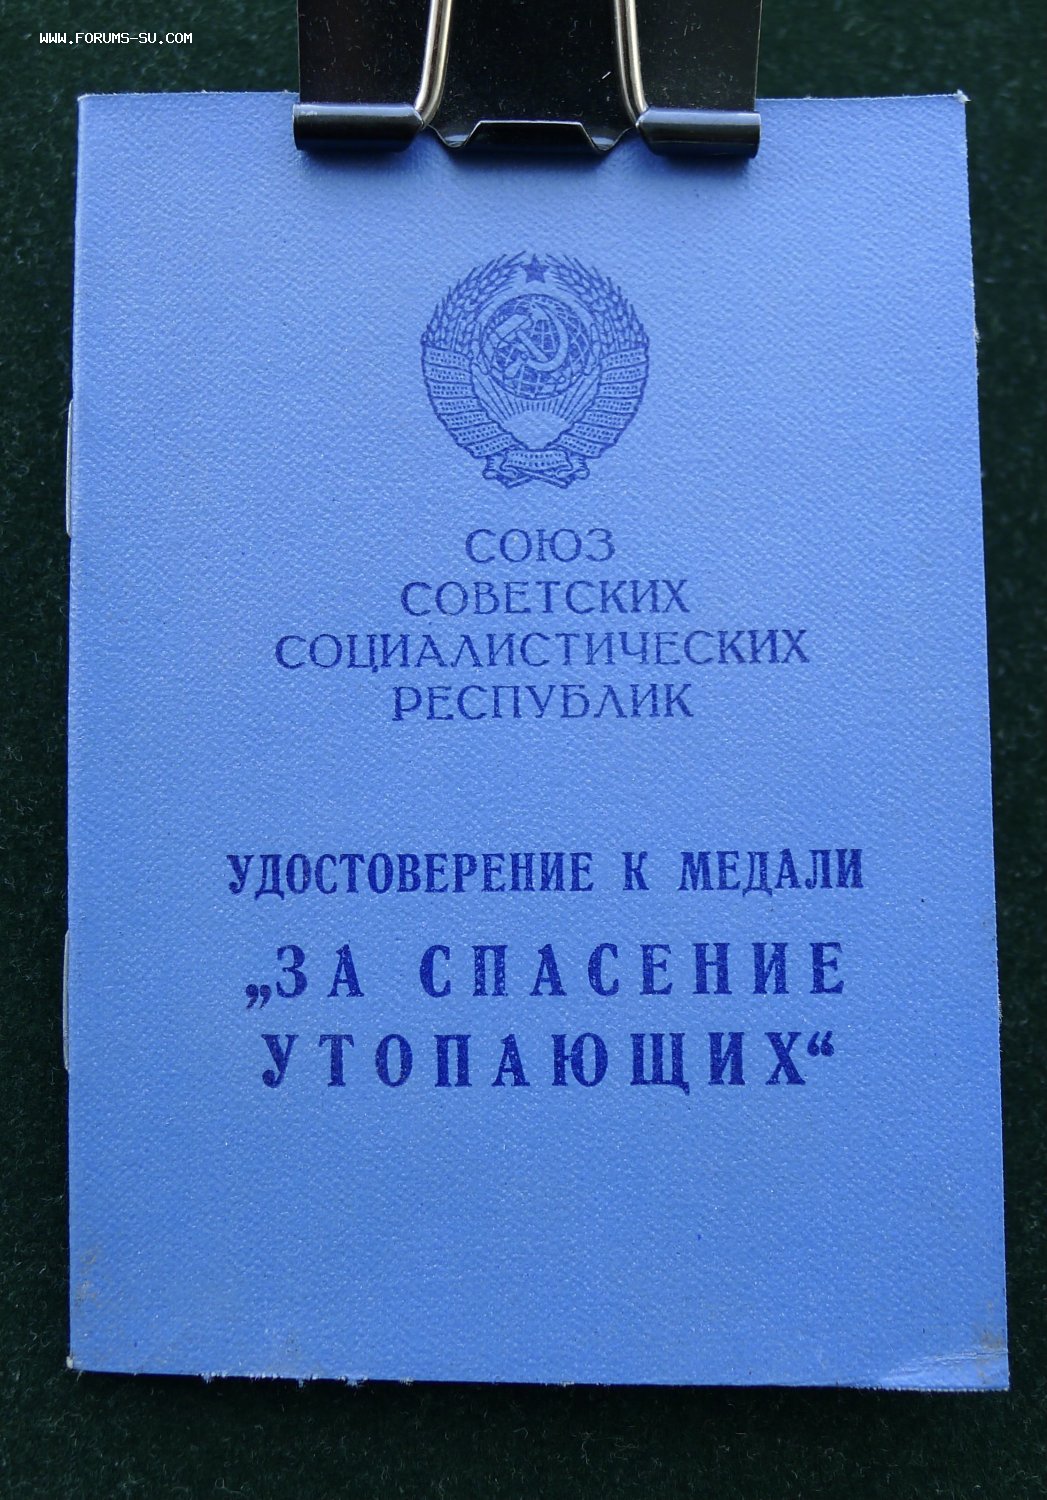 WWW.FORUMS-SU.COM
СОЮЗ
СОВЕТСКИХ
СОЦИАЛИСТИЧЕСКИХ
РЕСПУБЛИК
УДОСТОВЕРЕНИЕ К МЕДАЛИ
„ЗА СПАСЕНИЕ
УТОПАЮЩИХ“